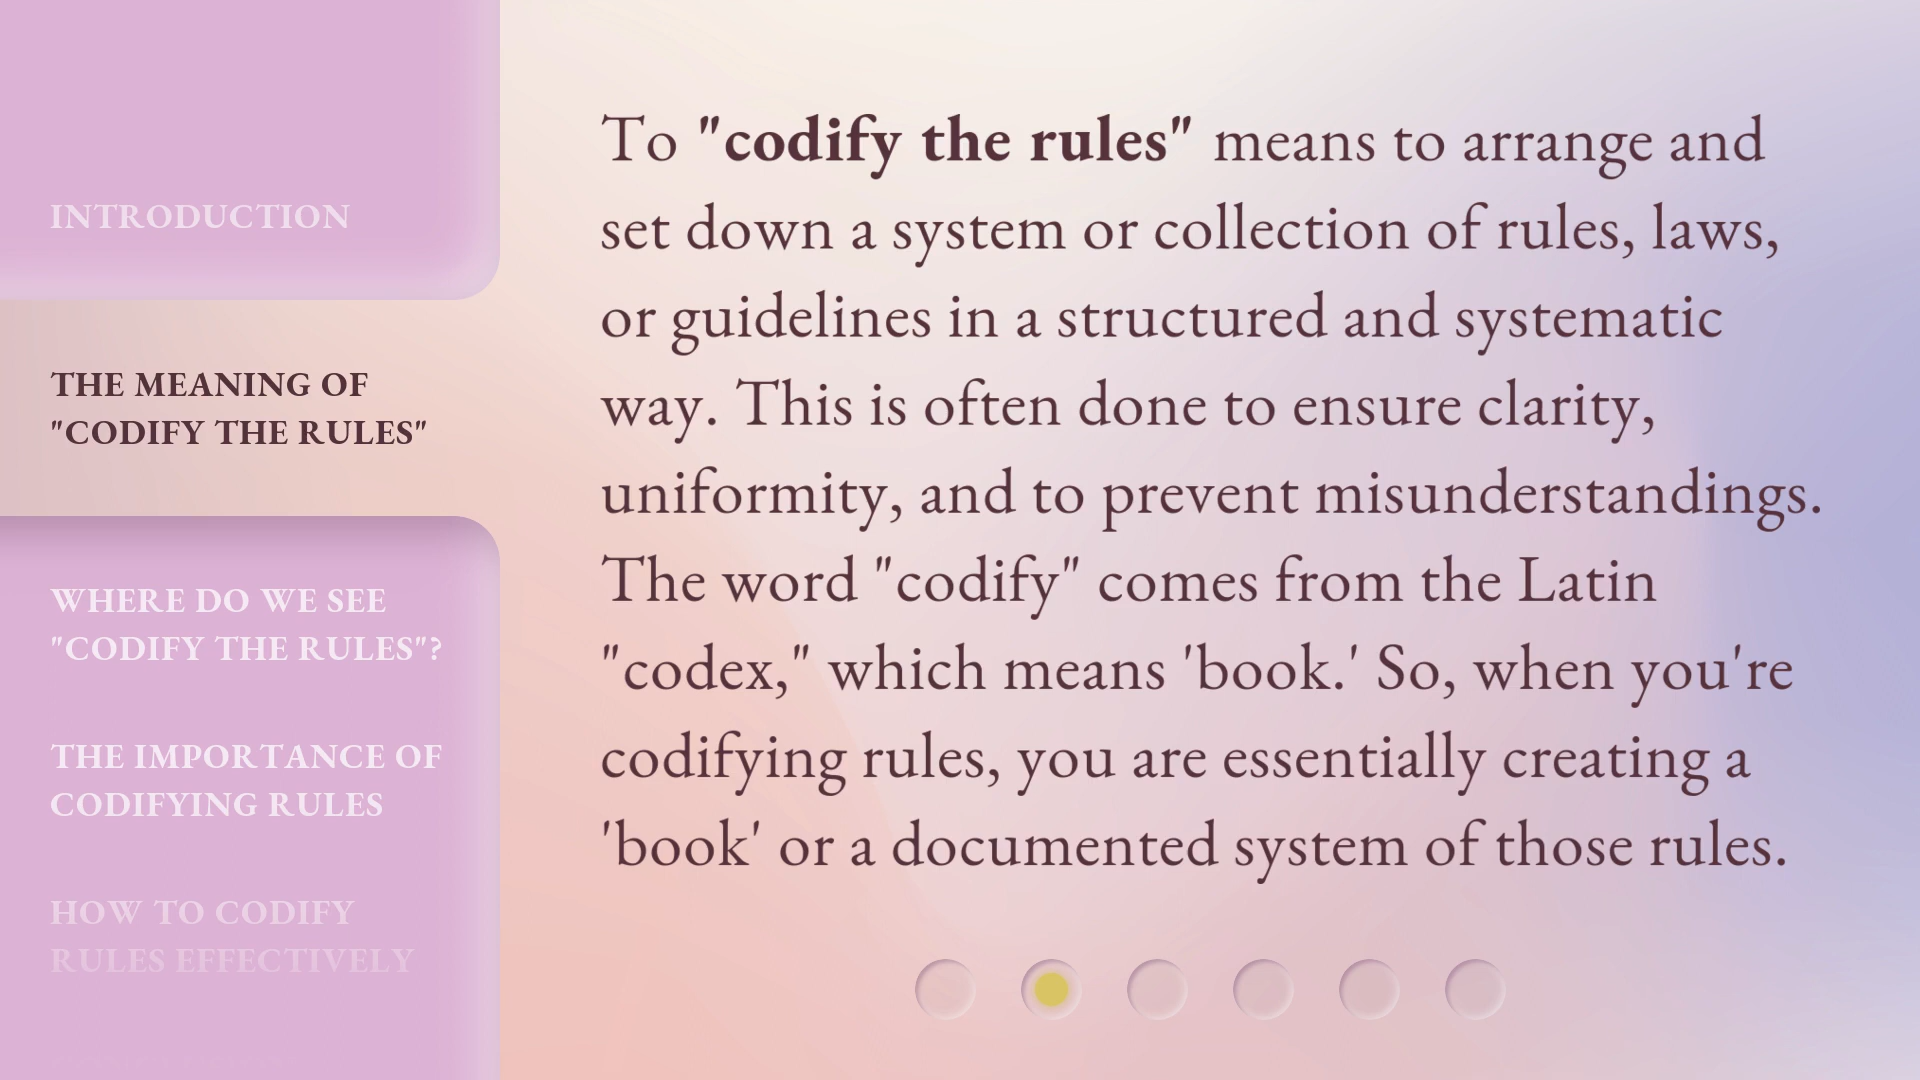 INTRODUCTION
THE MEANING OF
"CODIFY THE RULES"
WHERE DO WE SEE
"CODIFY THE RULES"?
THE IMPORTANCE OF
CODIFYING RULES
HOW TO CODIFY
RULES EFFECTIVELY
To "codify the rules" means to arrange and
set down a system or collection of rules, laws,
or guidelines in a structured and systematic
way. This is often done to ensure clarity,
uniformity, and to prevent misunderstandings.
The word "codify" comes from the Latin
"codex," which means 'book.' So, when you're
codifying rules, you are essentially creating a
'book' or a documented system of those rules.